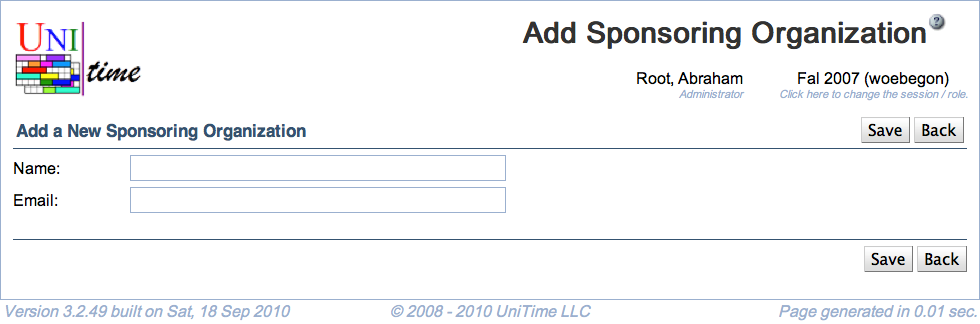 UNI
time
Add Sponsoring Organization
?
Root, Abraham
Fal 2007 (woebegon)
Administrator
Click here to change the session / role.
Add a New Sponsoring Organization
Save
Back
Name:
Email:
Save
Back
Version 3.2.49 built on Sat, 18 Sep 2010
© 2008 - 2010 UniTime LLC
Page generated in 0.01 sec.